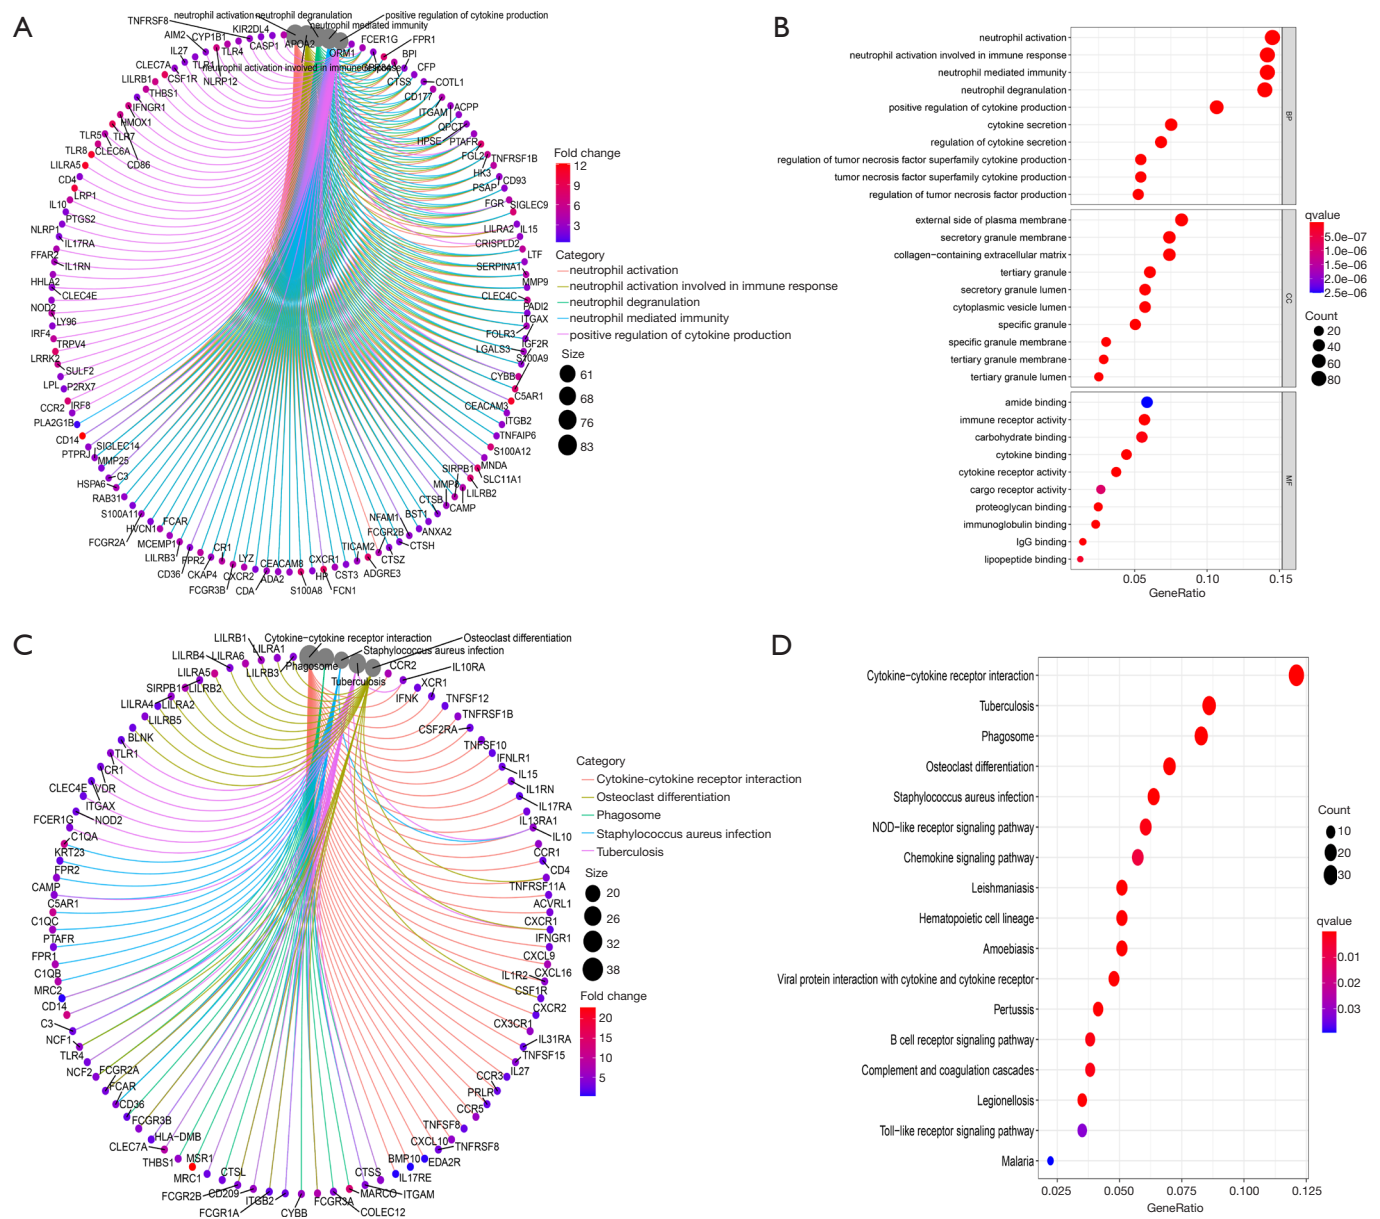 A
neutrophil activation
neutrophil degranulation
positive regulation of cytokine production
TNFRSF8
neutrophil mediated immunity
KIR2DL4
AIM2
CYP1B1
CASP1
APOA2
ORM1
FCER1G
FPR1
IL27
TLR4
BPI
CLEC7A
TLR1
neutrophil activation involved in immune response
CFP
LILRB1
CSF1R
NLRP12
CTSS
COTL1
THBS1
CD177
IFNGR1
ITGAM
ACPP
HMOX1
QPCT
TLR5
TLR7
HPSE
PTAFR
TLR8
CLEC6A
FGL2
TNFRSF1B
LILRA5
CD86
HK3
CD4
PSAP
CD93
LRP1
FGR
SIGLEC9
IL10
PTGS2
LILRA2
IL15
NLRP1
IL17RA
CRISPLD2
FFAR2
LTF
IL1RN
SERPINA1
HHLA2
MMP9
CLEC4E
CLEC4C
NOD2
PADI2
LY96
ITGAX
IRF4
FOLR3
TRPV4
IGF2R
LRRK2
LGALS3
S100A9
SULF2
CYBB
LPL
P2RX7
C5AR1
CCR2
IRF8
CEACAM3
PLA2G1B
ITGB2
CD14
TNFAIP6
PTPRJ
SIGLEC14
S100A12
MMP25
MNDA
C3
SIRPB1
SLC11A1
HSPA6
MMP8
LILRB2
RAB31
CTSB
CAMP
S100A11
BST1
HVCN1
FCAR
NFAM1
ANXA2
FCGR2A
MCEMP1
FCGR2B
CTSH
LILRB3
FPR2
CR1
LYZ
CEACAM8
CXCR1
TICAM2
CTSZ
CD36
CKAP4
CXCR2
ADA2
HP
CST3
ADGRE3
FCGR3B
CDA
S100A8
FCN1
Fold change
12
9
6
3
Category
neutrophil activation
neutrophil activation involved in immune response
neutrophil degranulation
neutrophil mediated immunity
positive regulation of cytokine production
Size
61
68
76
83
B
neutrophil activation
neutrophil activation involved in immune response
neutrophil mediated immunity
neutrophil degranulation
positive regulation of cytokine production
cytokine secretion
regulation of cytokine secretion
regulation of tumor necrosis factor superfamily cytokine production
tumor necrosis factor superfamily cytokine production
regulation of tumor necrosis factor production
BP
external side of plasma membrane
secretory granule membrane
collagen-containing extracellular matrix
tertiary granule
secretory granule lumen
cytoplasmic vesicle lumen
specific granule
specific granule membrane
tertiary granule membrane
tertiary granule lumen
CC
amide binding
immune receptor activity
carbohydrate binding
cytokine binding
cytokine receptor activity
cargo receptor activity
proteoglycan binding
immunoglobulin binding
IgG binding
lipopeptide binding
MF
0.05
0.10
0.15
GeneRatio
qvalue
5.0e-07
1.0e-06
1.5e-06
2.0e-06
2.5e-06
Count
20
40
60
80
C
LILRB1
Cytokine-cytokine receptor interaction
Osteoclast differentiation
LILRB4
LILRA6
LILRA1
Staphylococcus aureus infection
LILRA5
LILRB3
Phagosome
CCR2
IL10RA
SIRPB1
LILRB2
Tuberculosis
IFNK
XCR1
LILRA4
LILRA2
TNFSF12
LILRB5
TNFRSF1B
BLNK
CSF2RA
TLR1
TNFSF10
CR1
IFNLR1
CLEC4E
VDR
IL15
ITGAX
IL1RN
FCER1G
NOD2
IL17RA
C1QA
IL13RA1
IL10
KRT23
CCR1
FPR2
CD4
CAMP
TNFRSF11A
C5AR1
ACVRL1
C1QC
CXCR1
PTAFR
IFNGR1
FPR1
CXCL9
C1QB
IL1R2
CXCL16
MRC2
CSF1R
CD14
CXCR2
C3
CX3CR1
NCF1
IL31RA
TLR4
TNFSF15
NCF2
FCGR2A
IL27
FCAR
CCR3
CD36
PRLR
FCGR3B
CCR5
HLA-DMB
TNFSF8
CLEC7A
CXCL10
TNFRSF8
THBS1
MSR1
BMP10
EDA2R
MRC1
CTSL
CTSS
IL17RE
FCGR2B
CD209
ITGB2
FCGR3A
MARCO
ITGAM
FCGR1A
CYBB
COLEC12
Category
Cytokine-cytokine receptor interaction
Osteoclast differentiation
Phagosome
Staphylococcus aureus infection
Tuberculosis
Size
20
26
32
38
Fold change
20
15
10
5
D
Cytokine-cytokine receptor interaction
Tuberculosis
Phagosome
Osteoclast differentiation
Staphylococcus aureus infection
NOD-like receptor signaling pathway
Chemokine signaling pathway
Leishmaniasis
Hematopoietic cell lineage
Amoebiasis
Viral protein interaction with cytokine and cytokine receptor
Pertussis
B cell receptor signaling pathway
Complement and coagulation cascades
Legionellosis
Toll-like receptor signaling pathway
Malaria
0.025
0.050
0.075
0.100
0.125
GeneRatio
Count
10
20
30
qvalue
0.01
0.02
0.03